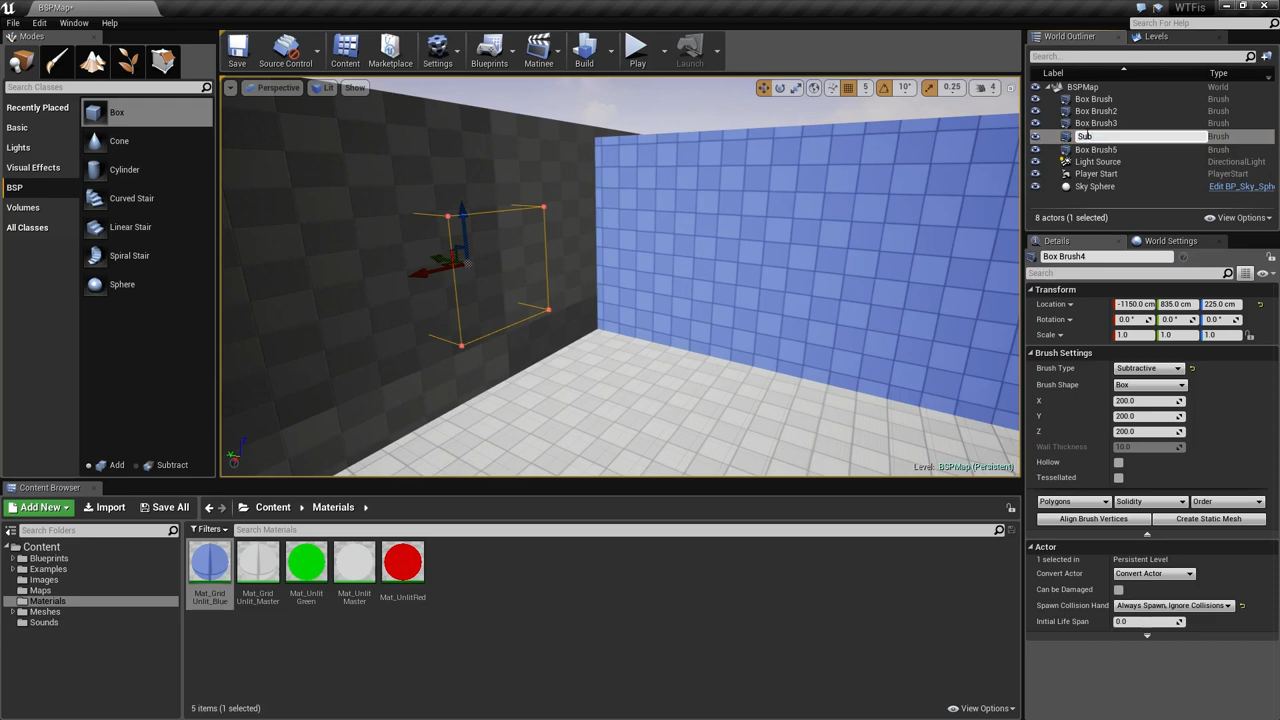 BSPMap*
WTFis
File Edit Window Help
Search For Help
Modes
Search Classes
Recently Placed
Basic
Lights
Visual Effects
BSP
Volumes
All Classes
Box
Cone
Cylinder
Curved Stair
Linear Stair
Spiral Stair
Sphere
Add Subtract
Save Source Control Content Marketplace Settings Blueprints Matinee Build Play Launch
Perspective Lit Show
5 10° 0.25 4
Level: BSPMap (Persistent)
World Outliner Levels
Search...
Label Type
BSPMap World
Box Brush Brush
Box Brush2 Brush
Box Brush3 Brush
Sub Brush
Box Brush5 Brush
Light Source DirectionalLight
Player Start PlayerStart
Sky Sphere Edit BP_Sky_Sph
8 actors (1 selected) View Options
Details World Settings
Box Brush4
Search
Transform
Location -1150.0 cm 835.0 cm 225.0 cm
Rotation 0.0 ° 0.0 ° 0.0 °
Scale 1.0 1.0 1.0
Brush Settings
Brush Type Subtractive
Brush Shape Box
X 200.0
Y 200.0
Z 200.0
Wall Thickness 10.0
Hollow
Tessellated
Polygons Solidity Order
Align Brush Vertices Create Static Mesh
Actor
1 selected in Persistent Level
Convert Actor Convert Actor
Can be Damaged
Spawn Collision Hand Always Spawn, Ignore Collisions
Initial Life Span 0.0
Content Browser
Add New Import Save All Content Materials
Search Folders
Content
Blueprints
Examples
Images
Maps
Materials
Meshes
Sounds
Filters Search Materials
Mat_Grid
Unlit_Blue
Mat_Grid
Unlit_Master
Mat_Unlit
Green
Mat_Unlit
Master
Mat_UnlitRed
5 items (1 selected) View Options